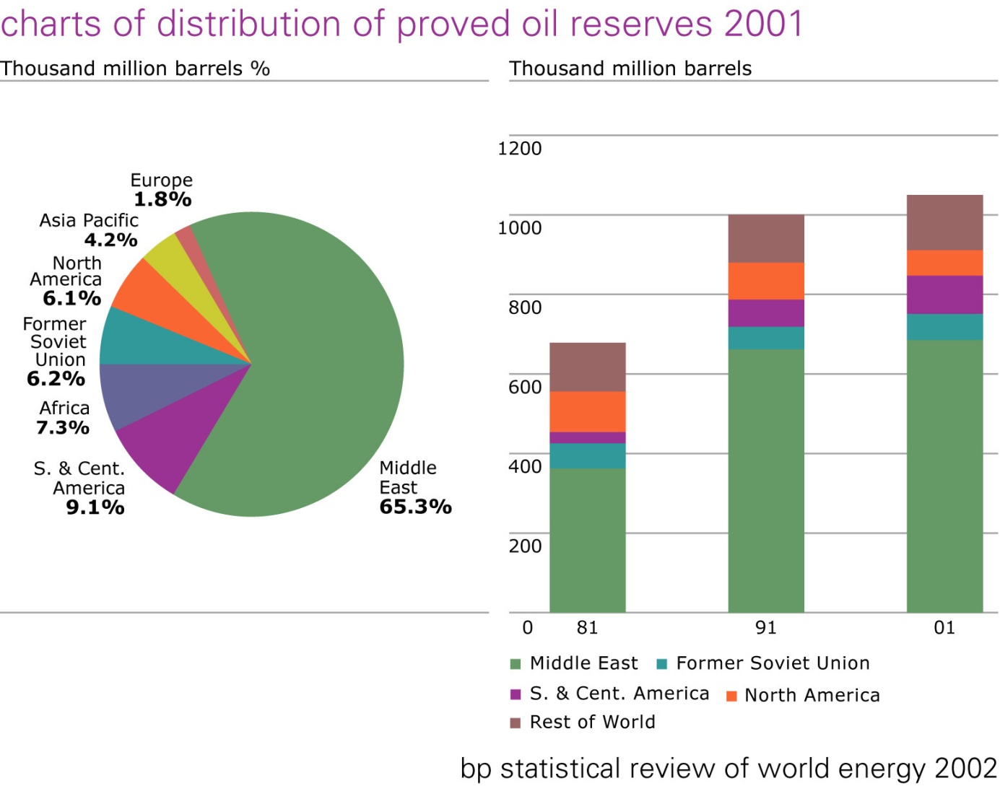 charts of distribution of proved oil reserves 2001
Thousand million barrels %
Europe
1.8%
Asia Pacific
4.2%
North
America
6.1%
Former
Soviet
Union
6.2%
Africa
7.3%
S. & Cent.
America
9.1%
Middle
East
65.3%
Thousand million barrels
1200
1000
800
600
400
200
0 81 91 01
Middle East Former Soviet Union
S. & Cent. America North America
Rest of World
bp statistical review of world energy 2002